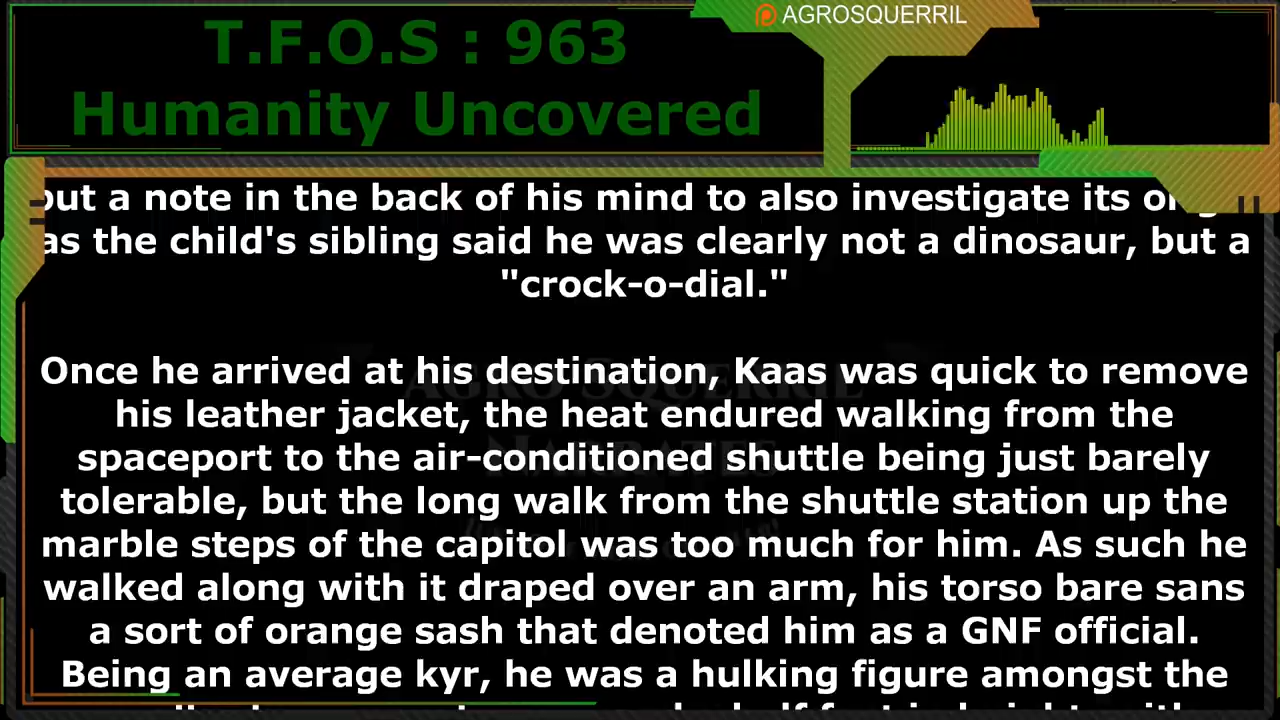 AGROSQUERRIL
T.F.O.S : 963
Humanity Uncovered
but a note in the back of his mind to also investigate its
as the child's sibling said he was clearly not a dinosaur, but a
"crock-o-dial."
Once he arrived at his destination, Kaas was quick to remove
his leather jacket, the heat endured walking from the
spaceport to the air-conditioned shuttle being just barely
tolerable, but the long walk from the shuttle station up the
marble steps of the capitol was too much for him. As such he
walked along with it draped over an arm, his torso bare sans
a sort of orange sash that denoted him as a GNF official.
Being an average kyr, he was a hulking figure amongst the